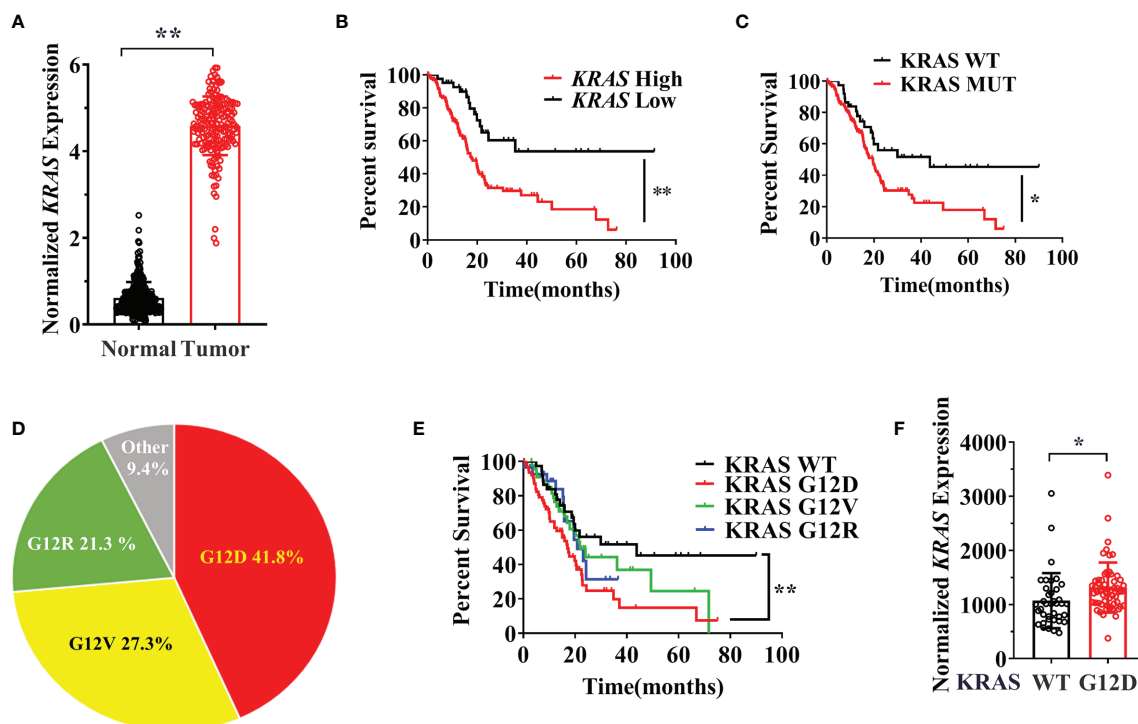 A
**
Normalized KRAS Expression
6
4
2
0
Normal Tumor
B
Percent survival
100
80
60
40
20
0
KRAS High
KRAS Low
**
0 20 40 60 80 100
Time(months)
C
Percent Survival
100
80
60
40
20
0
KRAS WT
KRAS MUT
*
0 20 40 60 80 100
Time(months)
D
Other
9.4%
G12R 21.3 %
G12D 41.8%
G12V 27.3%
E
Percent Survival
100
80
60
40
20
0
KRAS WT
KRAS G12D
KRAS G12V
KRAS G12R
**
0 20 40 60 80 100
Time(months)
F
Normalized KRAS Expression
4000
3000
2000
1000
0
*
KRAS WT G12D